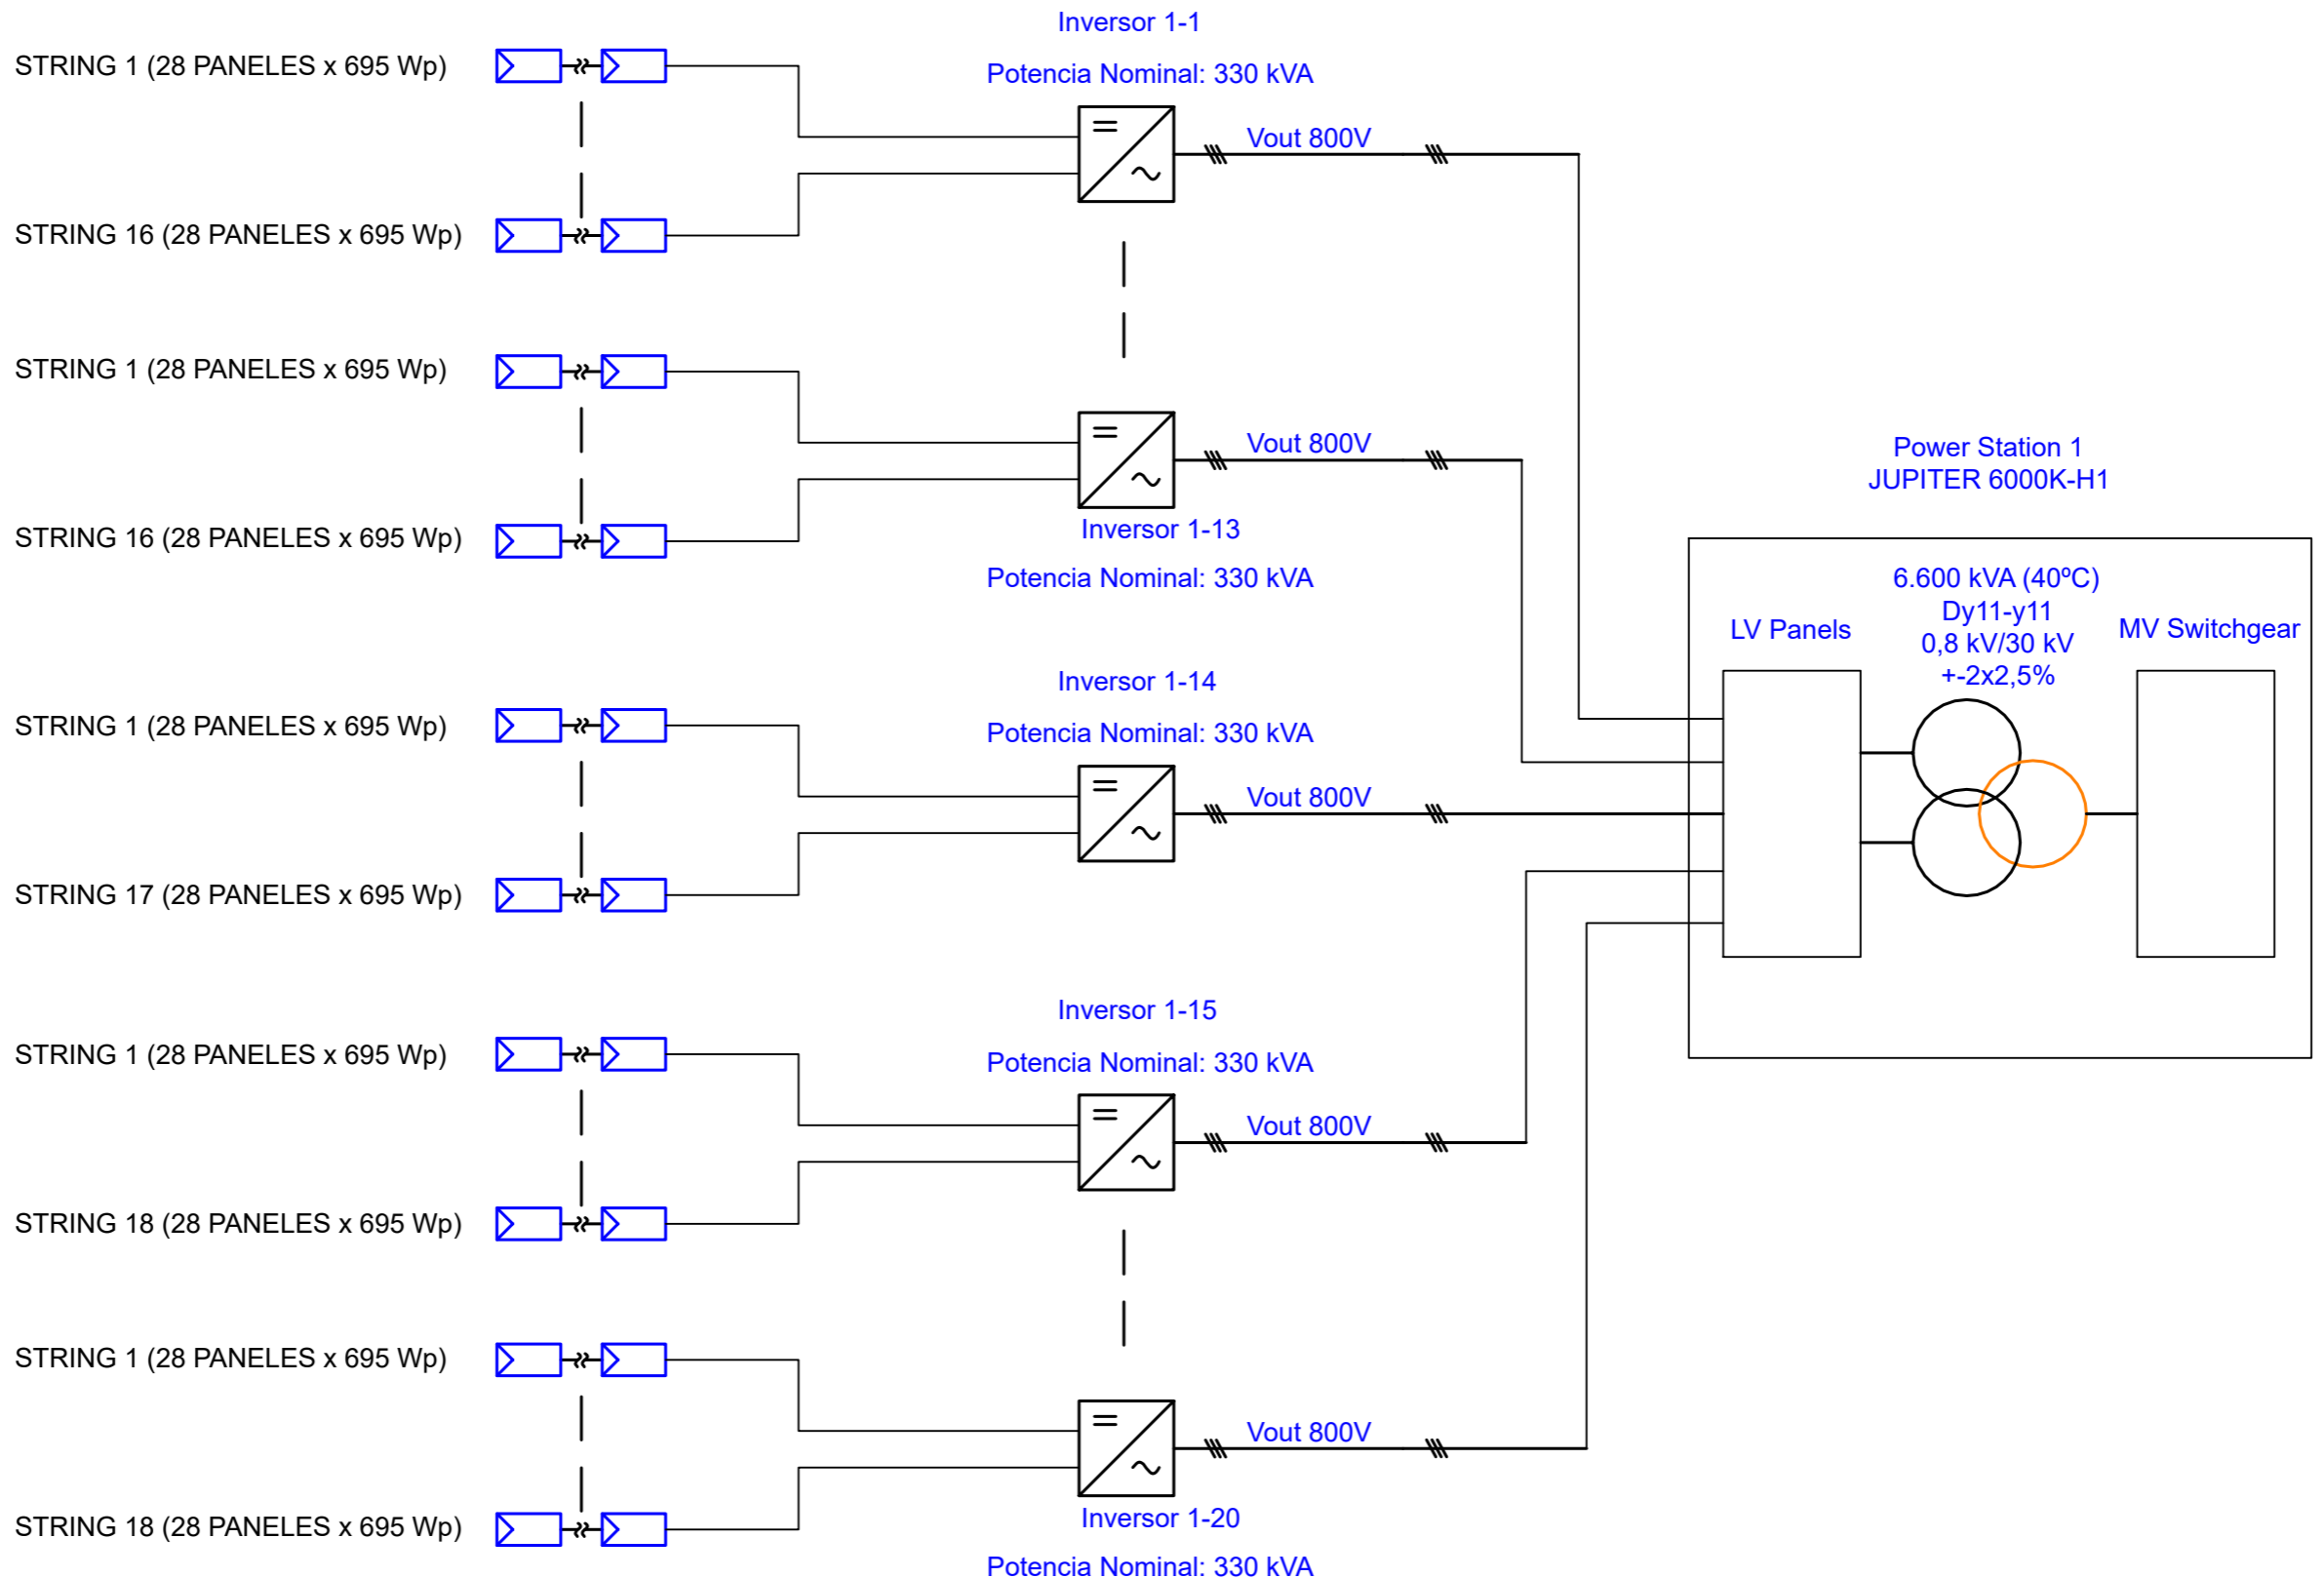 Inversor 1-1
STRING 1 (28 PANELES x 695 Wp)
Potencia Nominal: 330 kVA
Vout 800V
STRING 16 (28 PANELES x 695 Wp)
STRING 1 (28 PANELES x 695 Wp)
Vout 800V
Inversor 1-13
STRING 16 (28 PANELES x 695 Wp)
Potencia Nominal: 330 kVA
Inversor 1-14
STRING 1 (28 PANELES x 695 Wp)
Potencia Nominal: 330 kVA
Vout 800V
STRING 17 (28 PANELES x 695 Wp)
Inversor 1-15
STRING 1 (28 PANELES x 695 Wp)
Potencia Nominal: 330 kVA
Vout 800V
STRING 18 (28 PANELES x 695 Wp)
STRING 1 (28 PANELES x 695 Wp)
Vout 800V
Inversor 1-20
STRING 18 (28 PANELES x 695 Wp)
Potencia Nominal: 330 kVA
Power Station 1
JUPITER 6000K-H1
6.600 kVA (40ºC)
Dy11-y11
0,8 kV/30 kV
+-2x2,5%
LV Panels
MV Switchgear